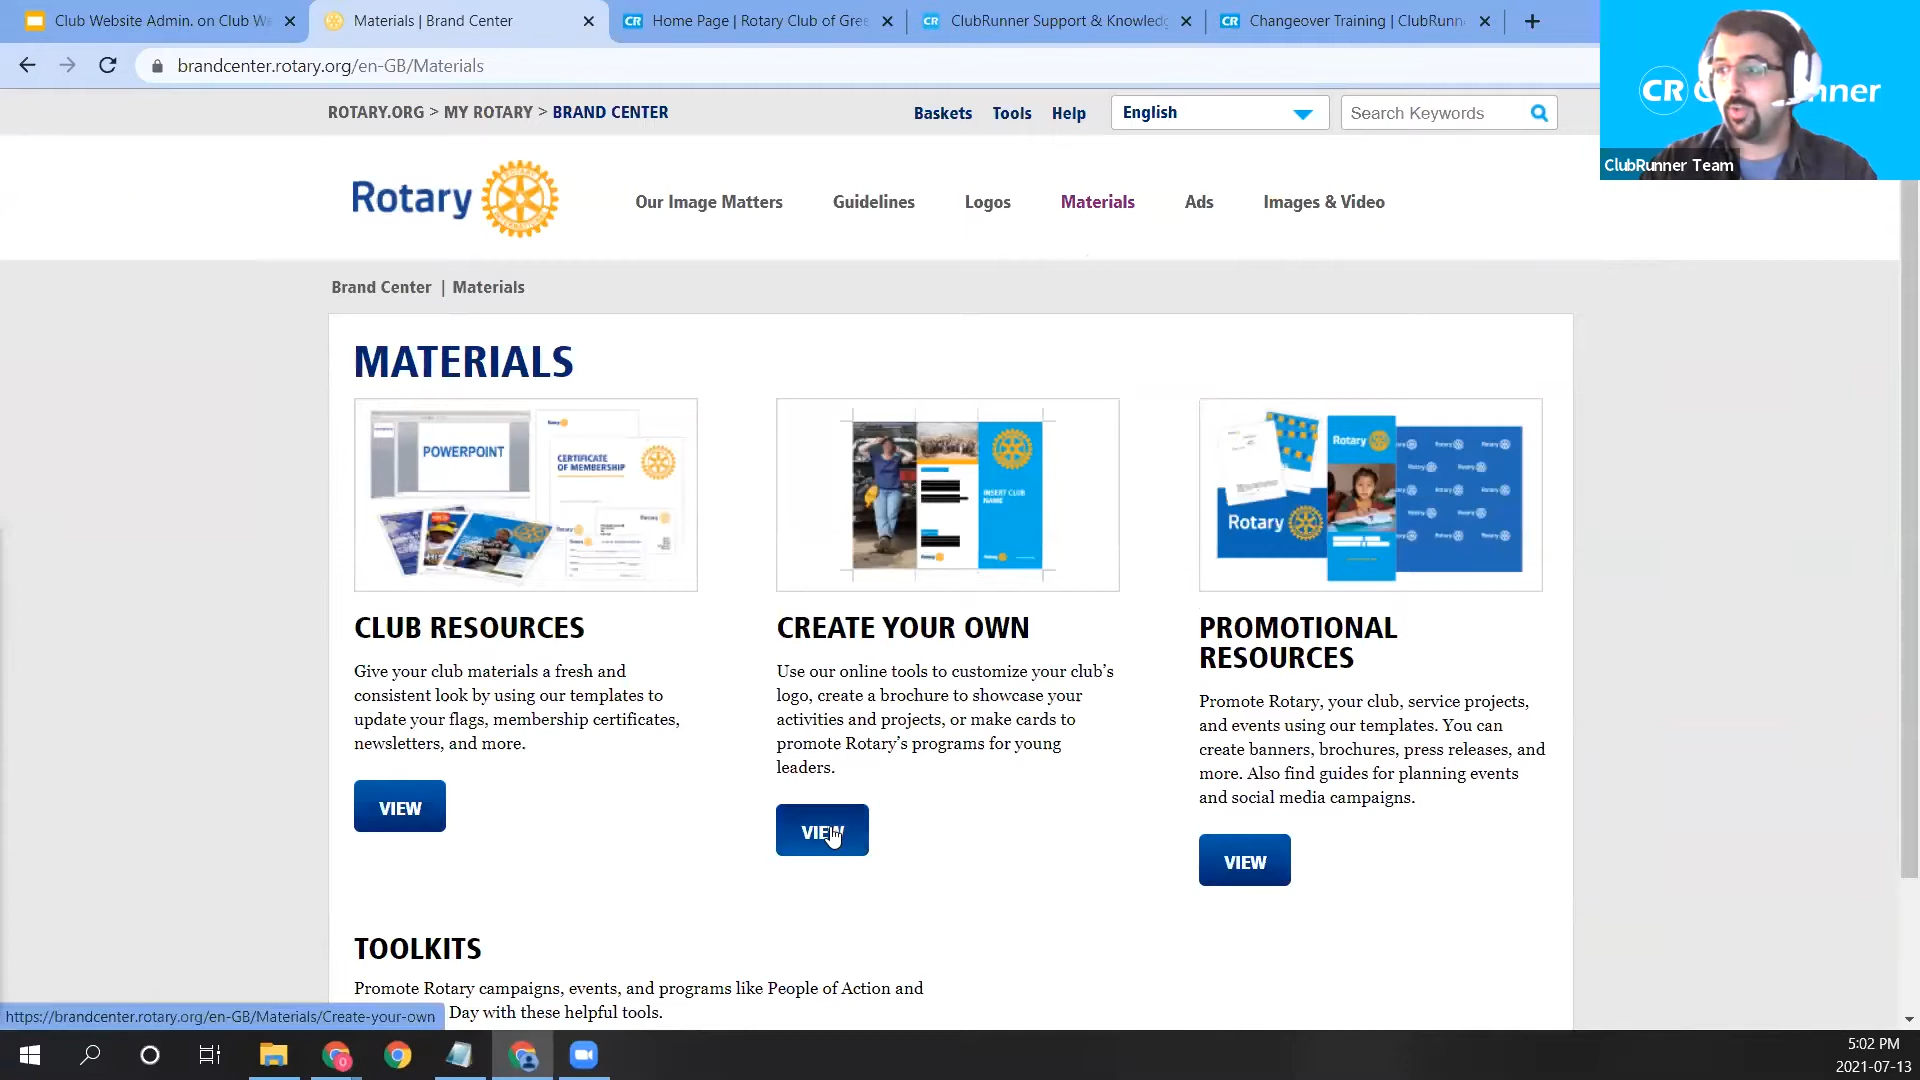 Club Website Admin. on Club We
Materials | Brand Center
Home Page | Rotary Club of Gree
ClubRunner Support & Knowledg
Changeover Training | ClubRunn
brandcenter.rotary.org/en-GB/Materials
ROTARY.ORG > MY ROTARY > BRAND CENTER
Baskets Tools Help
English
Search Keywords
CR
nner
ClubRunner Team
Rotary
Our Image Matters Guidelines Logos Materials Ads Images & Video
Brand Center | Materials
MATERIALS
POWERPOINT
CERTIFICATE
OF MEMBERSHIP
INSERT CLUB
NAME
Rotary
Rotary
CLUB RESOURCES
Give your club materials a fresh and
consistent look by using our templates to
update your flags, membership certificates,
newsletters, and more.
VIEW
CREATE YOUR OWN
Use our online tools to customize your club's
logo, create a brochure to showcase your
activities and projects, or make cards to
promote Rotary's programs for young
leaders.
VIEW
PROMOTIONAL
RESOURCES
Promote Rotary, your club, service projects,
and events using our templates. You can
create banners, brochures, press releases, and
more. Also find guides for planning events
and social media campaigns.
VIEW
TOOLKITS
Promote Rotary campaigns, events, and programs like People of Action and
Day with these helpful tools.
https://brandcenter.rotary.org/en-GB/Materials/Create-your-own
5:02 PM
2021-07-13